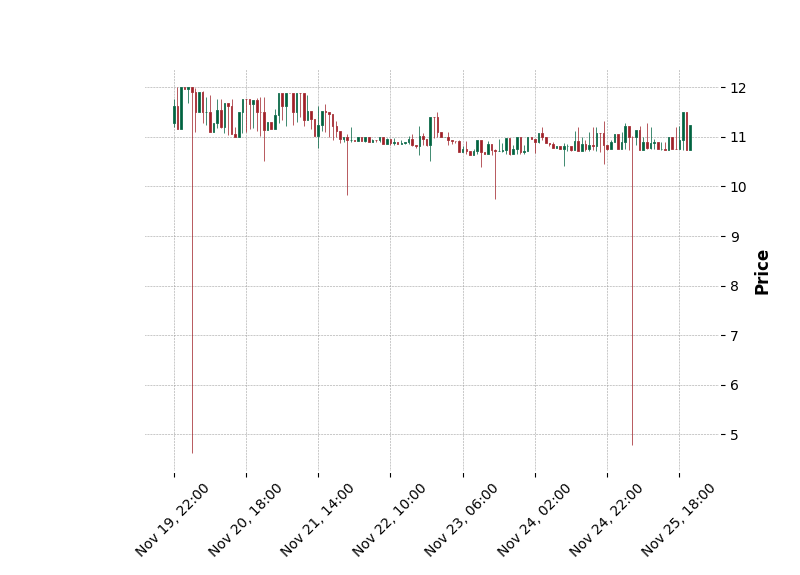 12
11
10
9
8
7
6
5
Price
Nov 19, 22:00
Nov 20, 18:00
Nov 21, 14:00
Nov 22, 10:00
Nov 23, 06:00
Nov 24, 02:00
Nov 24, 22:00
Nov 25, 18:00